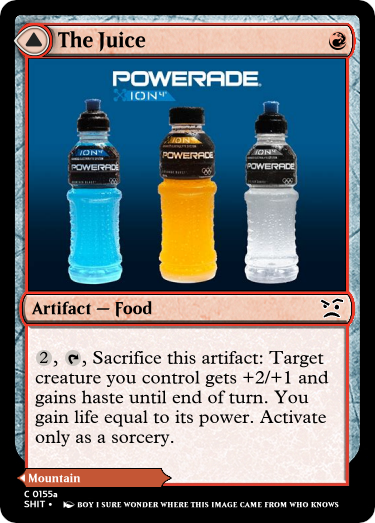 The Juice
POWERADE
ION4
ION4
POWERADE
ION4
POWERADE
ION4
POWERADE
Artifact — Food
2, , Sacrifice this artifact: Target
creature you control gets +2/+1 and
gains haste until end of turn. You
gain life equal to its power. Activate
only as a sorcery.
Mountain
C 0155a
SHIT • BOY I SURE WONDER WHERE THIS IMAGE CAME FROM WHO KNOWS